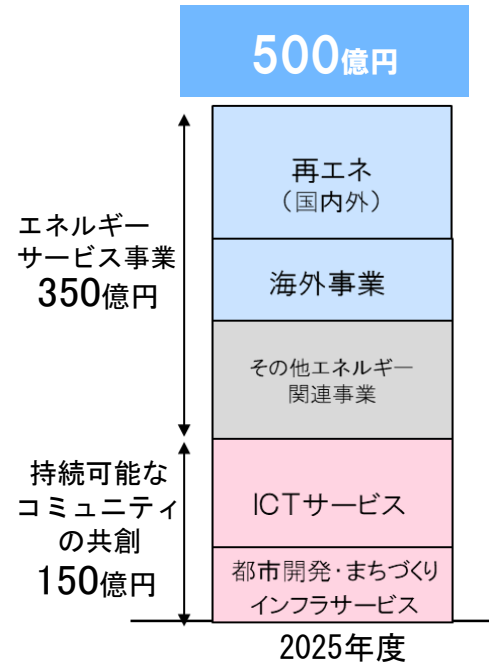 500億円
再エネ
（国内外）
エネルギー
サービス事業
350億円
海外事業
その他エネルギー
関連事業
持続可能な
コミュニティ
の共創
150億円
ICTサービス
都市開発・まちづくり
インフラサービス
2025年度